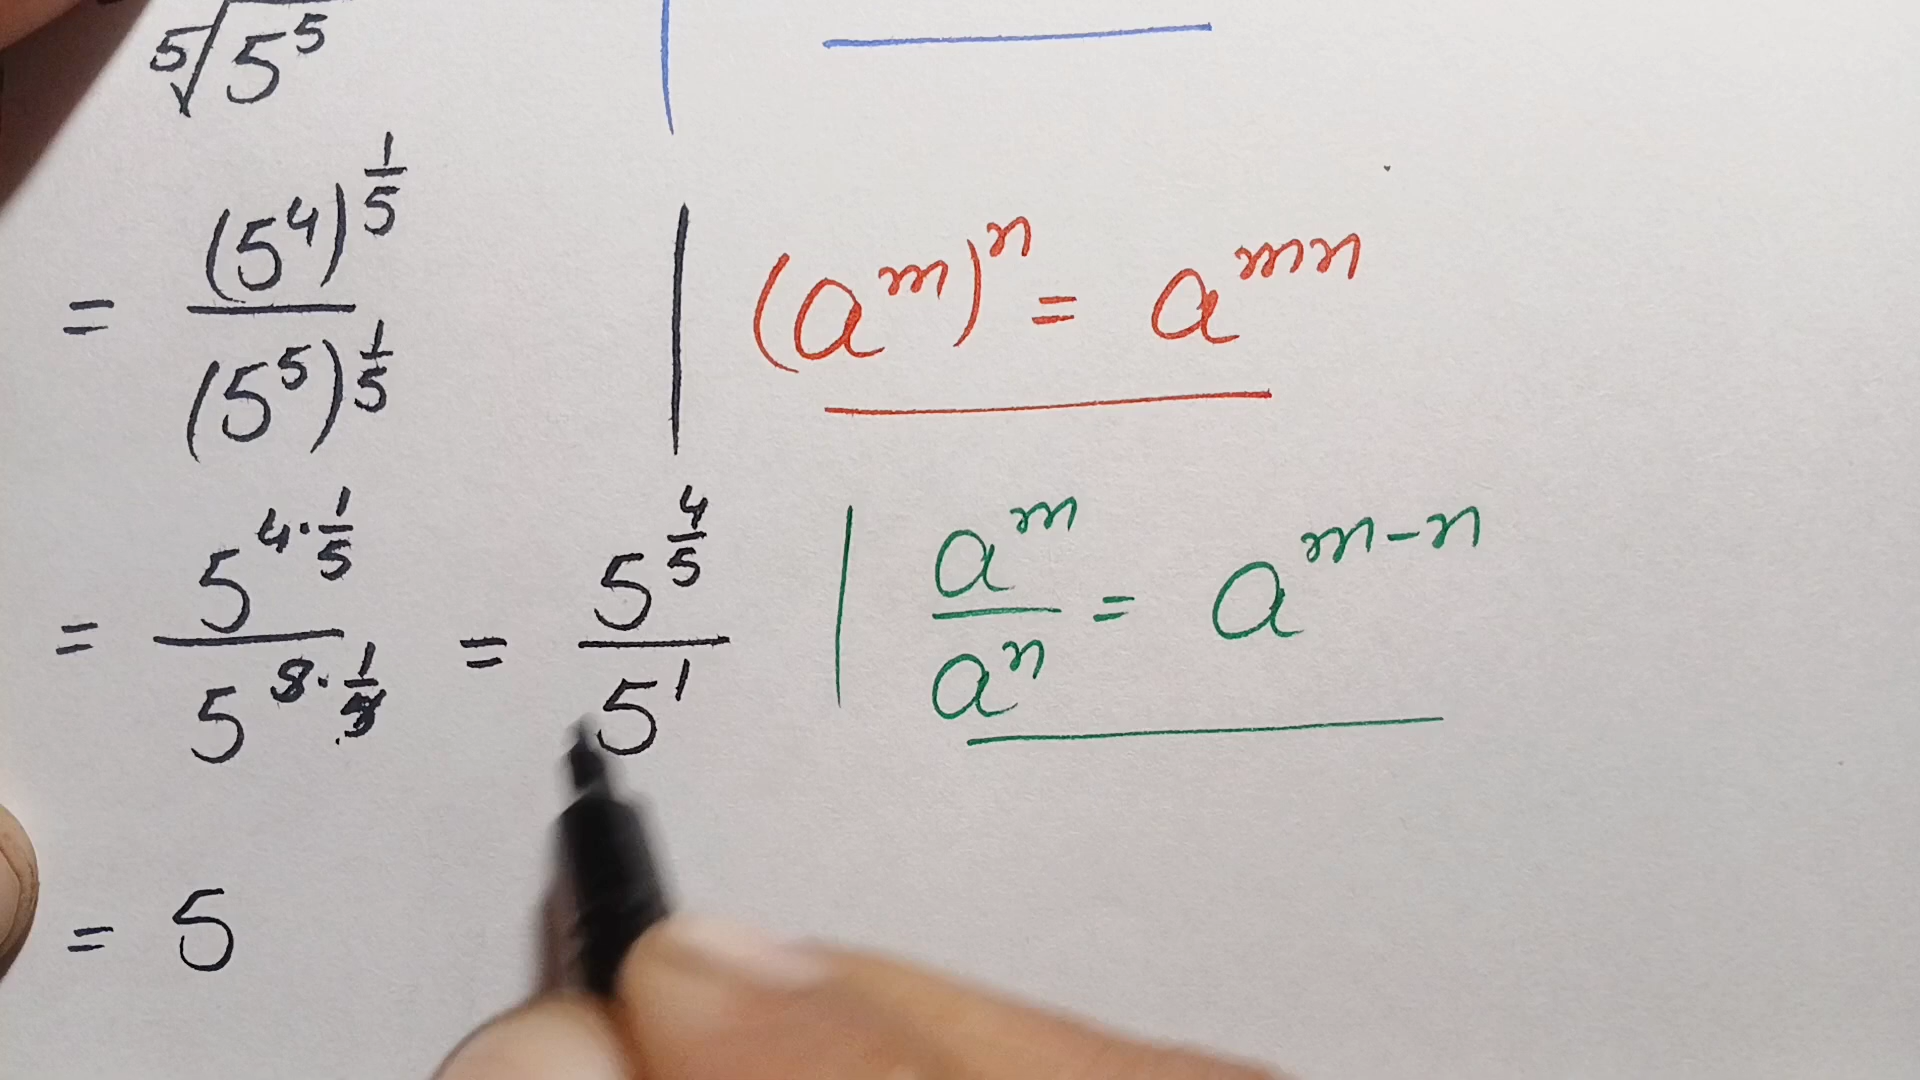 ⁵√5⁵
= (5⁴)^(1/5) / (5⁵)^(1/5) | (aᵐ)ⁿ = aᵐⁿ
= 5^(4·1/5) / 5^(5·1/5) = 5^(4/5) / 5¹ | aᵐ / aⁿ = aᵐ⁻ⁿ
= 5